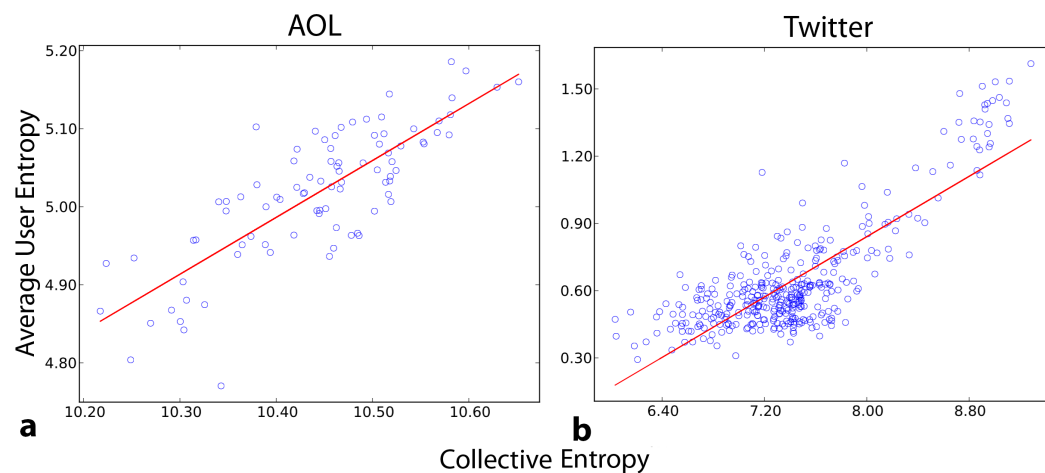 AOL
Twitter
Average User Entropy
5.20
5.10
5.00
4.90
4.80
10.20 10.30 10.40 10.50 10.60
a
1.50
1.20
0.90
0.60
0.30
6.40 7.20 8.00 8.80
b
Collective Entropy